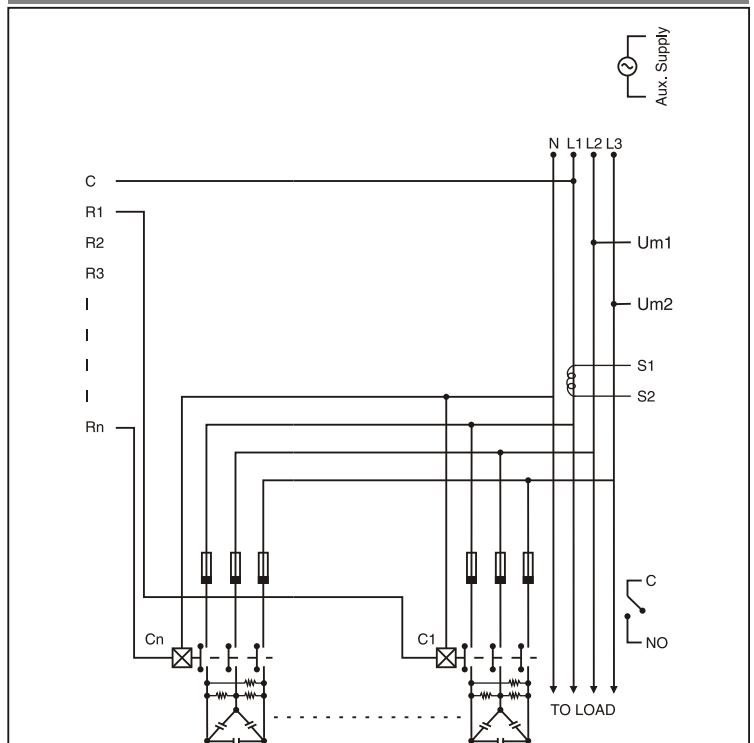 Aux. Supply
N L1 L2 L3
C
R1
R2
Um1
R3
Um2
I
I
I
S1
I
S2
Rn
C
Cn
C1
NO
TO LOAD